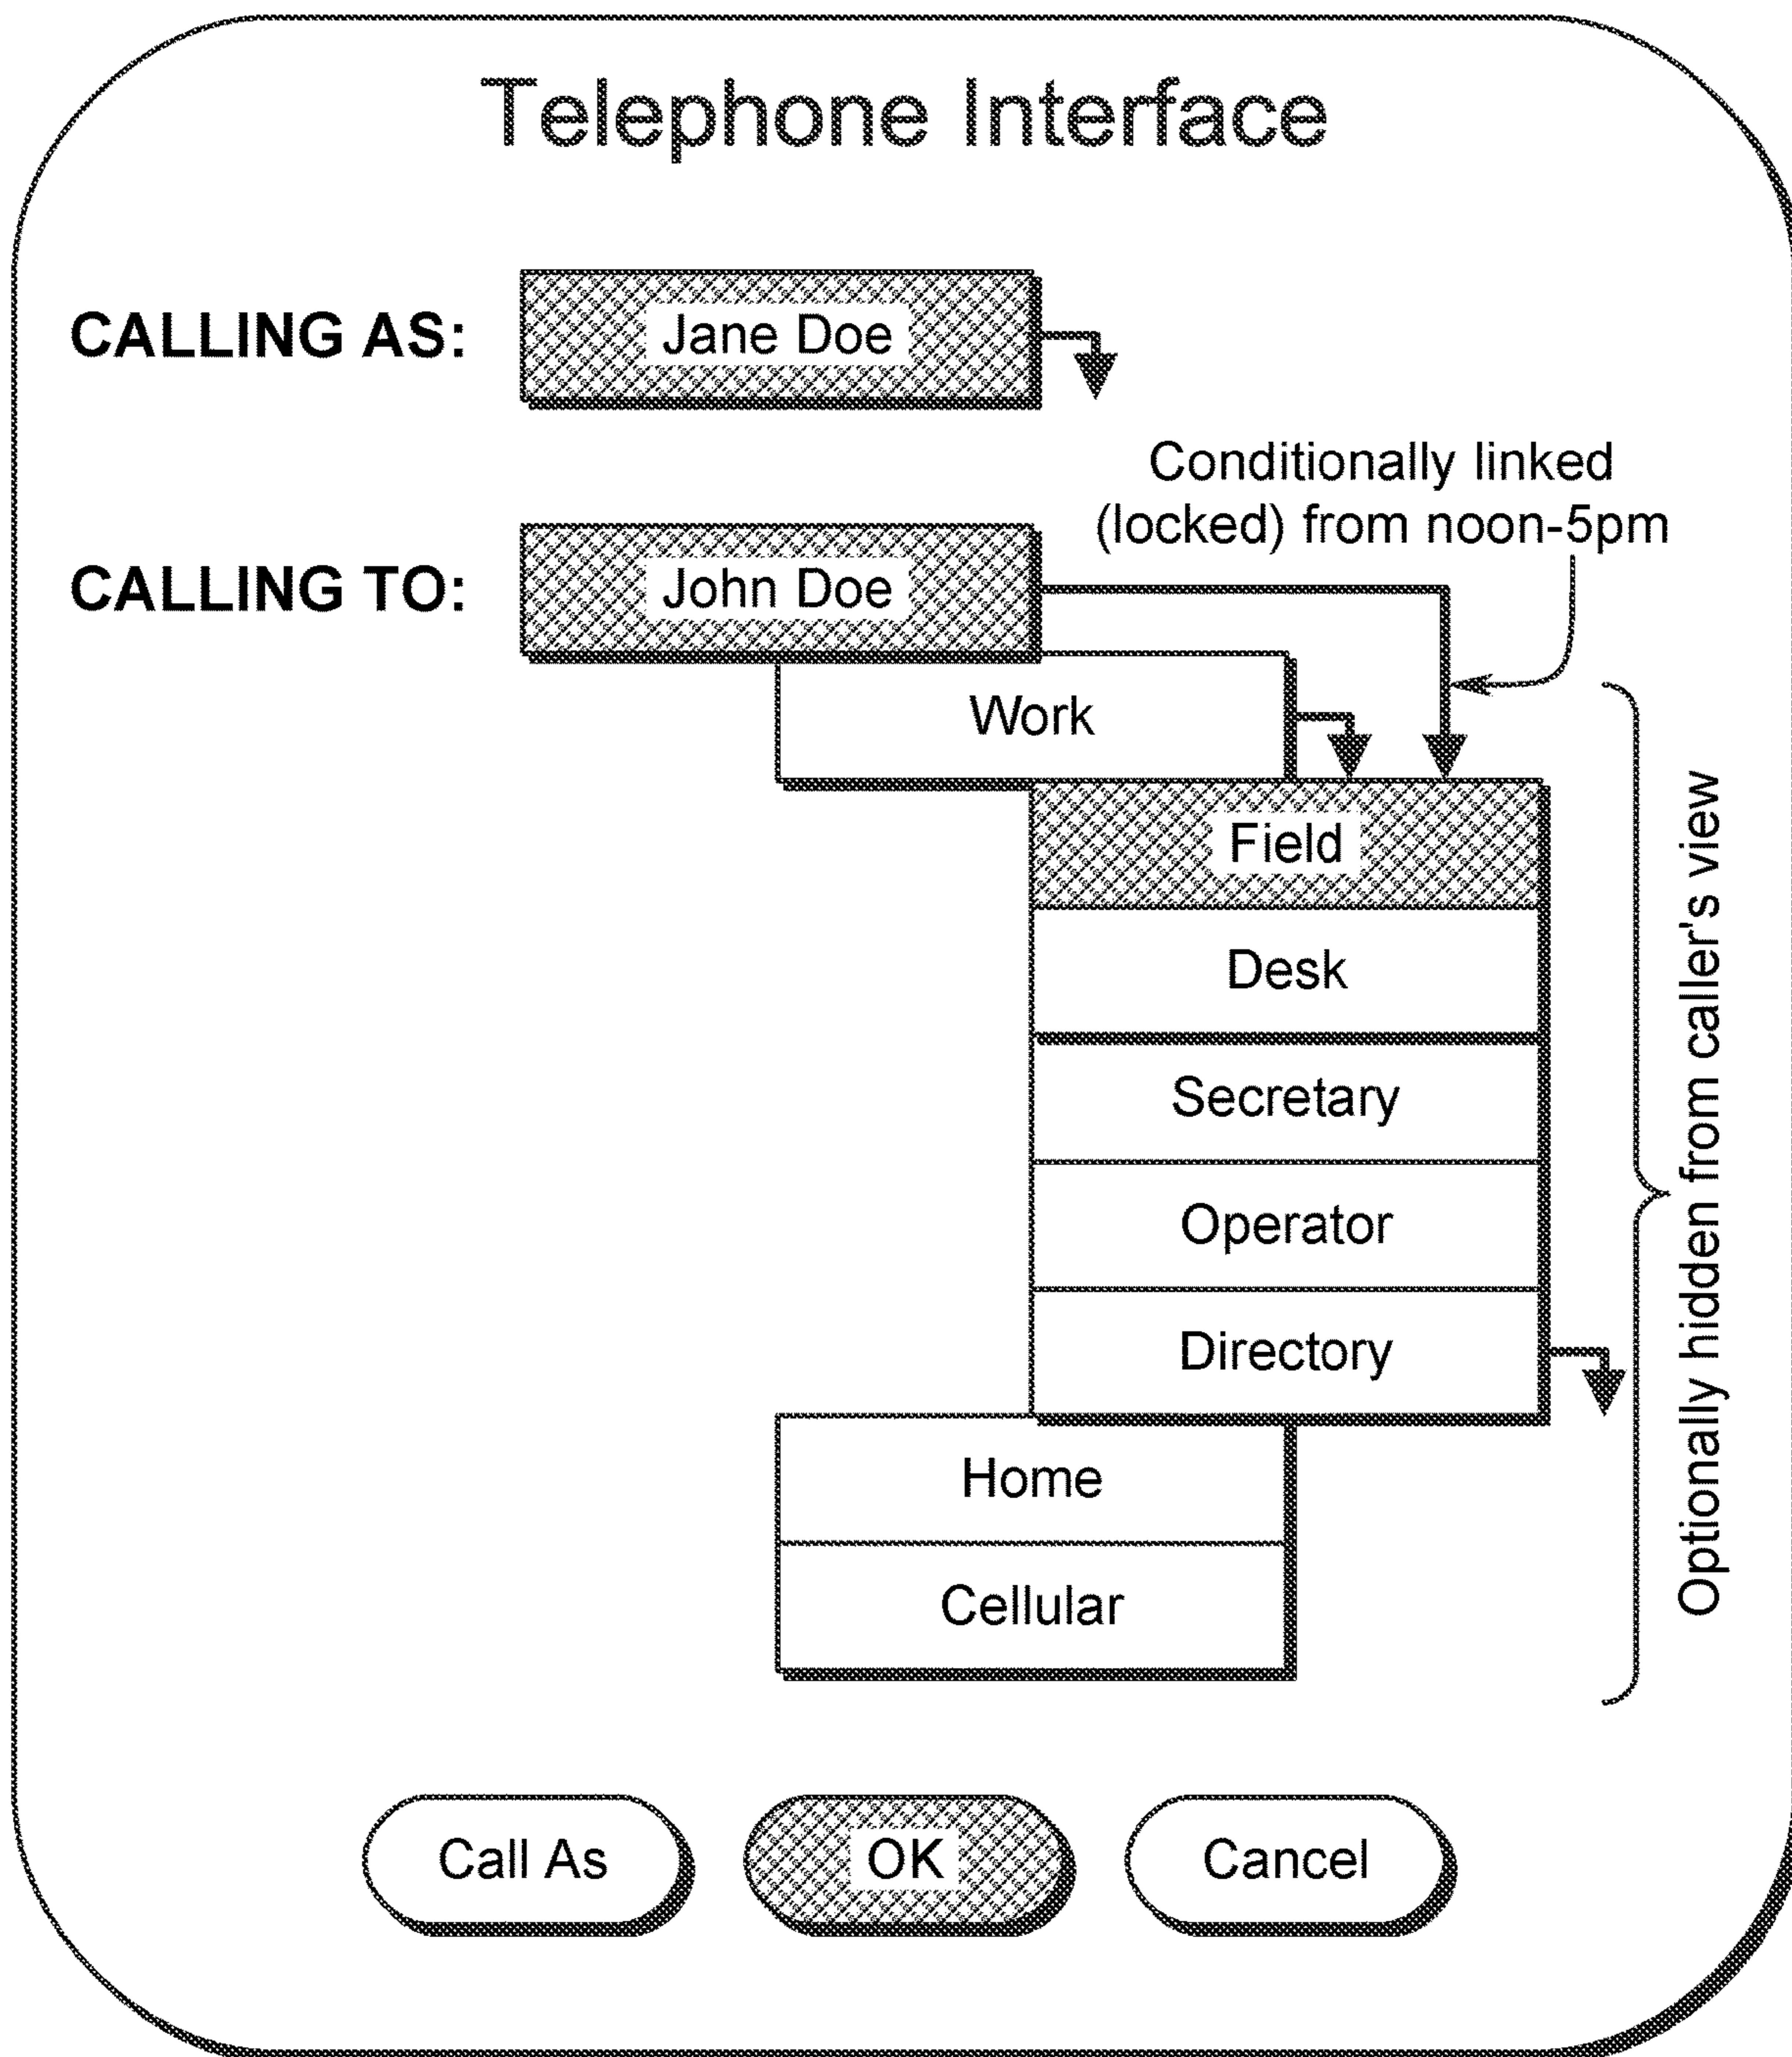 Telephone Interface
CALLING AS:
Jane Doe
Conditionally linked
(locked) from noon-5pm
CALLING TO:
John Doe
Work
Field
Desk
Secretary
Operator
Directory
Home
Cellular
Optionally hidden from caller's view
Call As
OK
Cancel